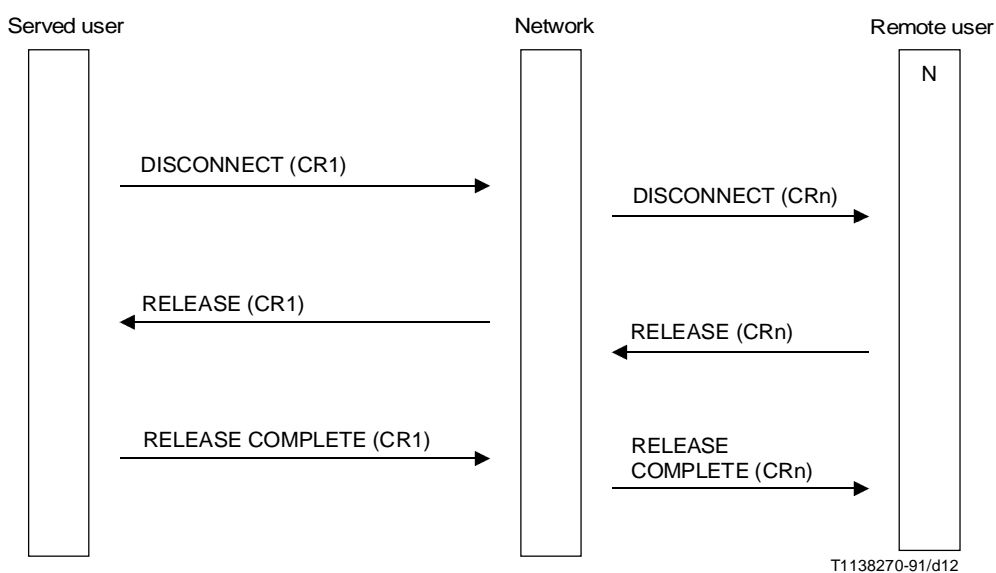 Served user
Network
Remote user
N
DISCONNECT (CR1)
DISCONNECT (CRn)
RELEASE (CR1)
RELEASE (CRn)
RELEASE COMPLETE (CR1)
RELEASE
COMPLETE (CRn)
T1138270-91/d12